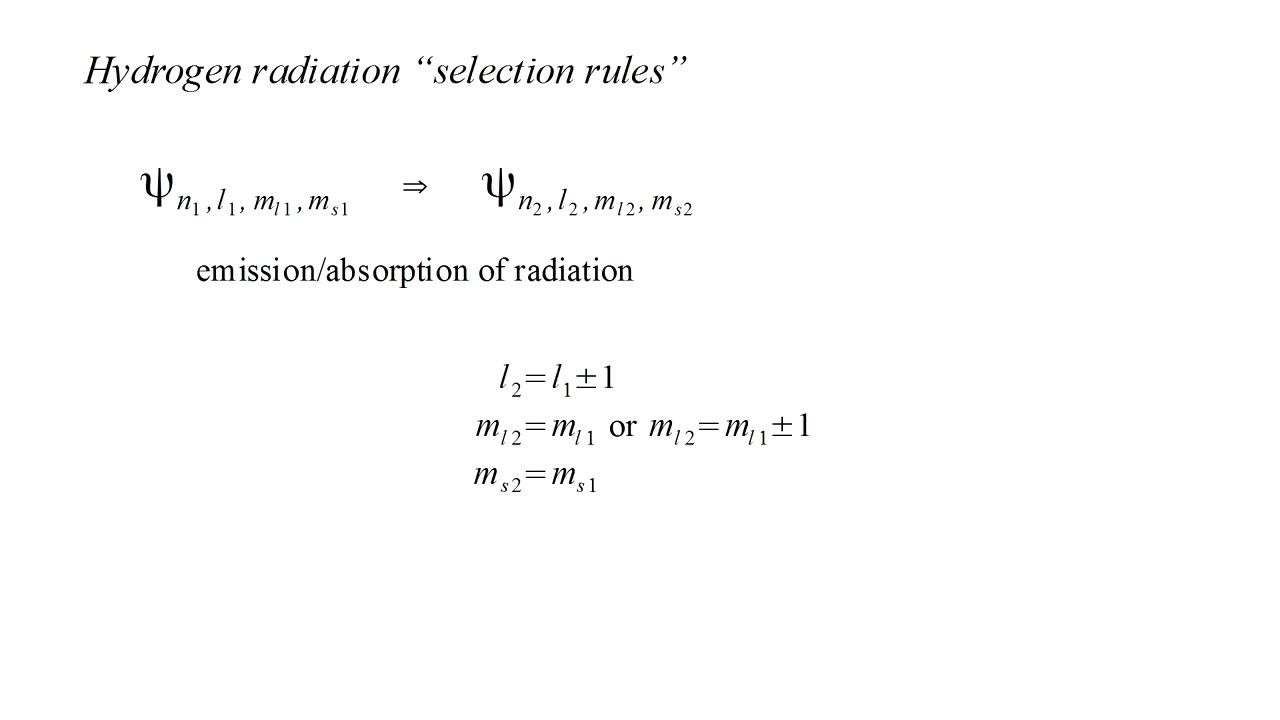 Hydrogen radiation “selection rules”
ψn₁, l₁, mₗ₁, mₛ₁ ⇒ ψn₂, l₂, mₗ₂, mₛ₂
emission/absorption of radiation
l₂=l₁±1
mₗ₂=mₗ₁ or mₗ₂=mₗ₁±1
mₛ₂=mₛ₁